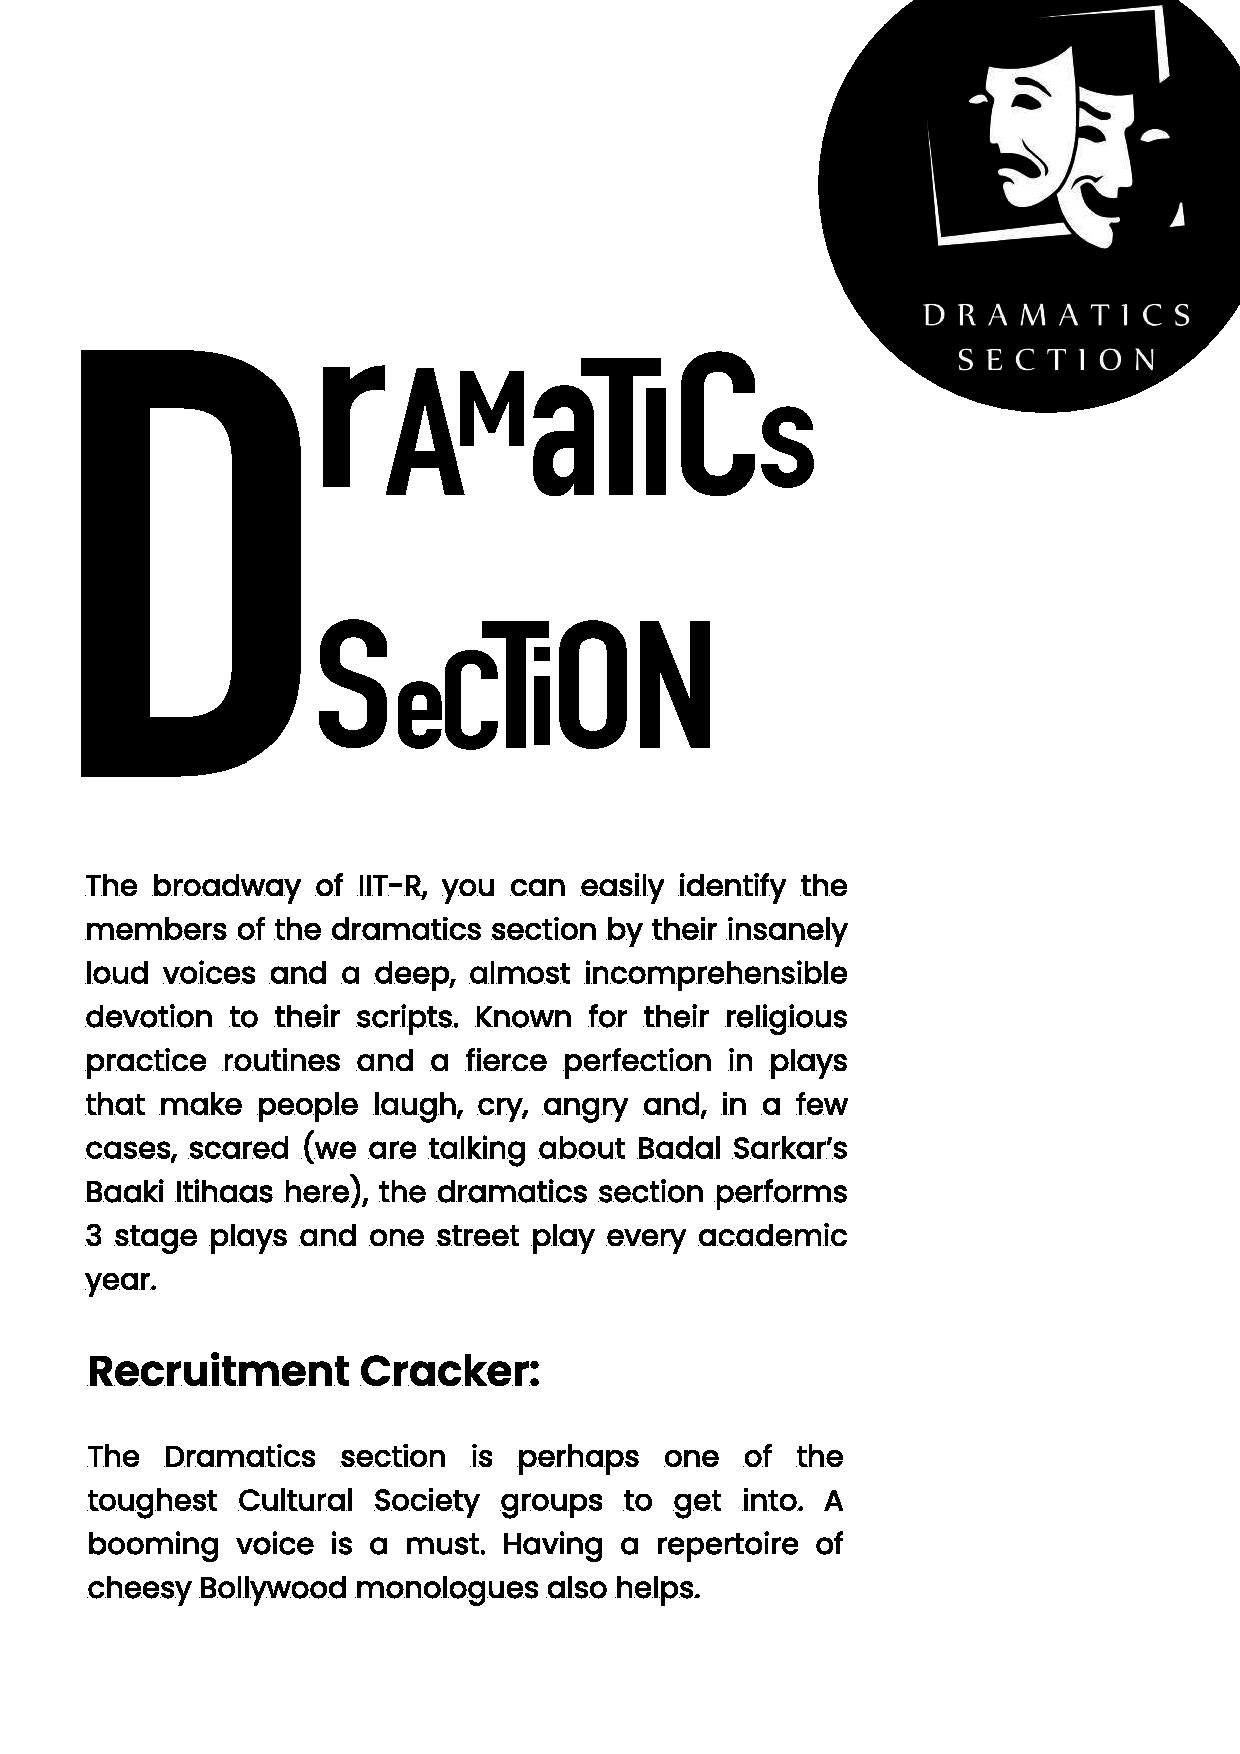 DRAMATICS
SECTION
DrAMaTiCs
SecTiON
The broadway of IIT-R, you can easily identify the
members of the dramatics section by their insanely
loud voices and a deep, almost incomprehensible
devotion to their scripts. Known for their religious
practice routines and a fierce perfection in plays
that make people laugh, cry, angry and, in a few
cases, scared (we are talking about Badal Sarkar's
Baaki Itihaas here), the dramatics section performs
3 stage plays and one street play every academic
year.
Recruitment Cracker:
The Dramatics section is perhaps one of the
toughest Cultural Society groups to get into. A
booming voice is a must. Having a repertoire of
cheesy Bollywood monologues also helps.